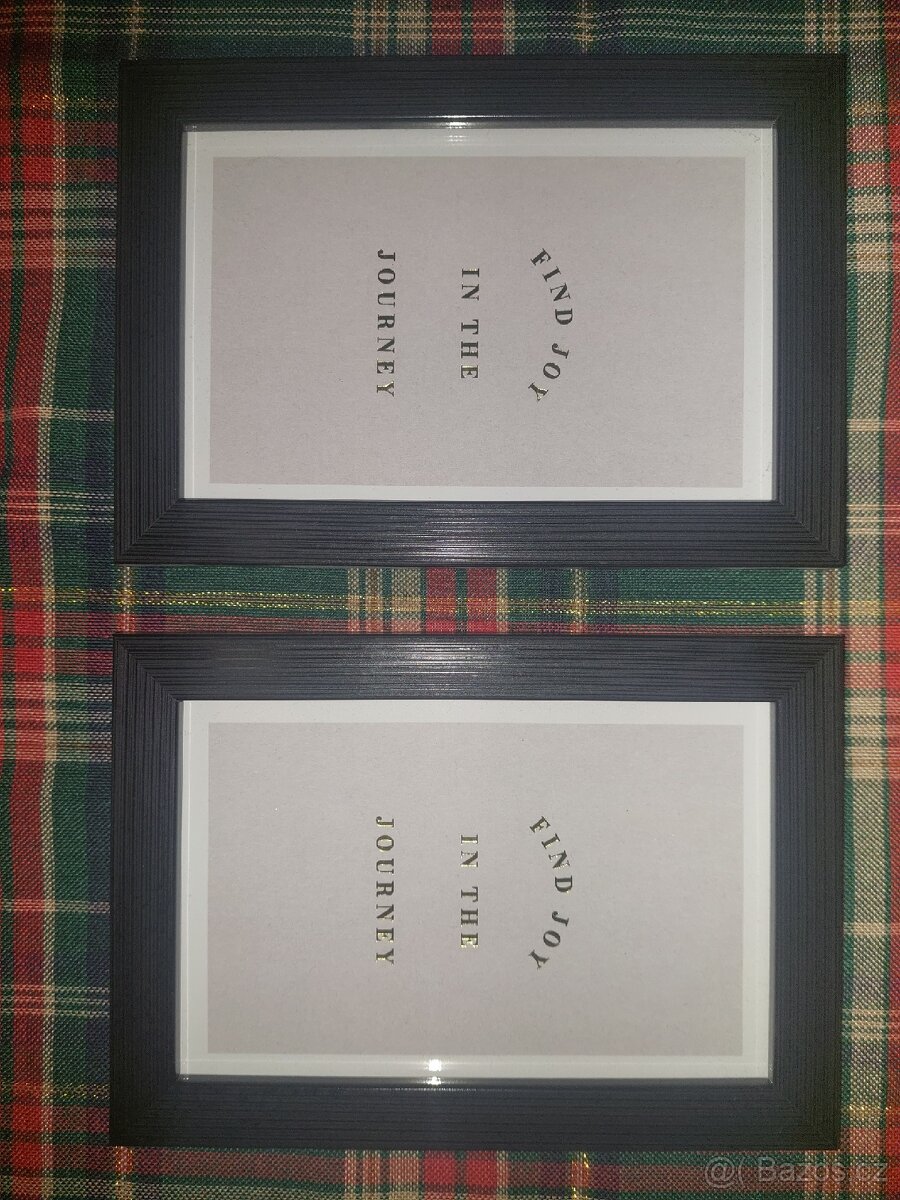 FIND JOY
IN THE
JOURNEY
FIND JOY
IN THE
JOURNEY
@( Bazos.cz